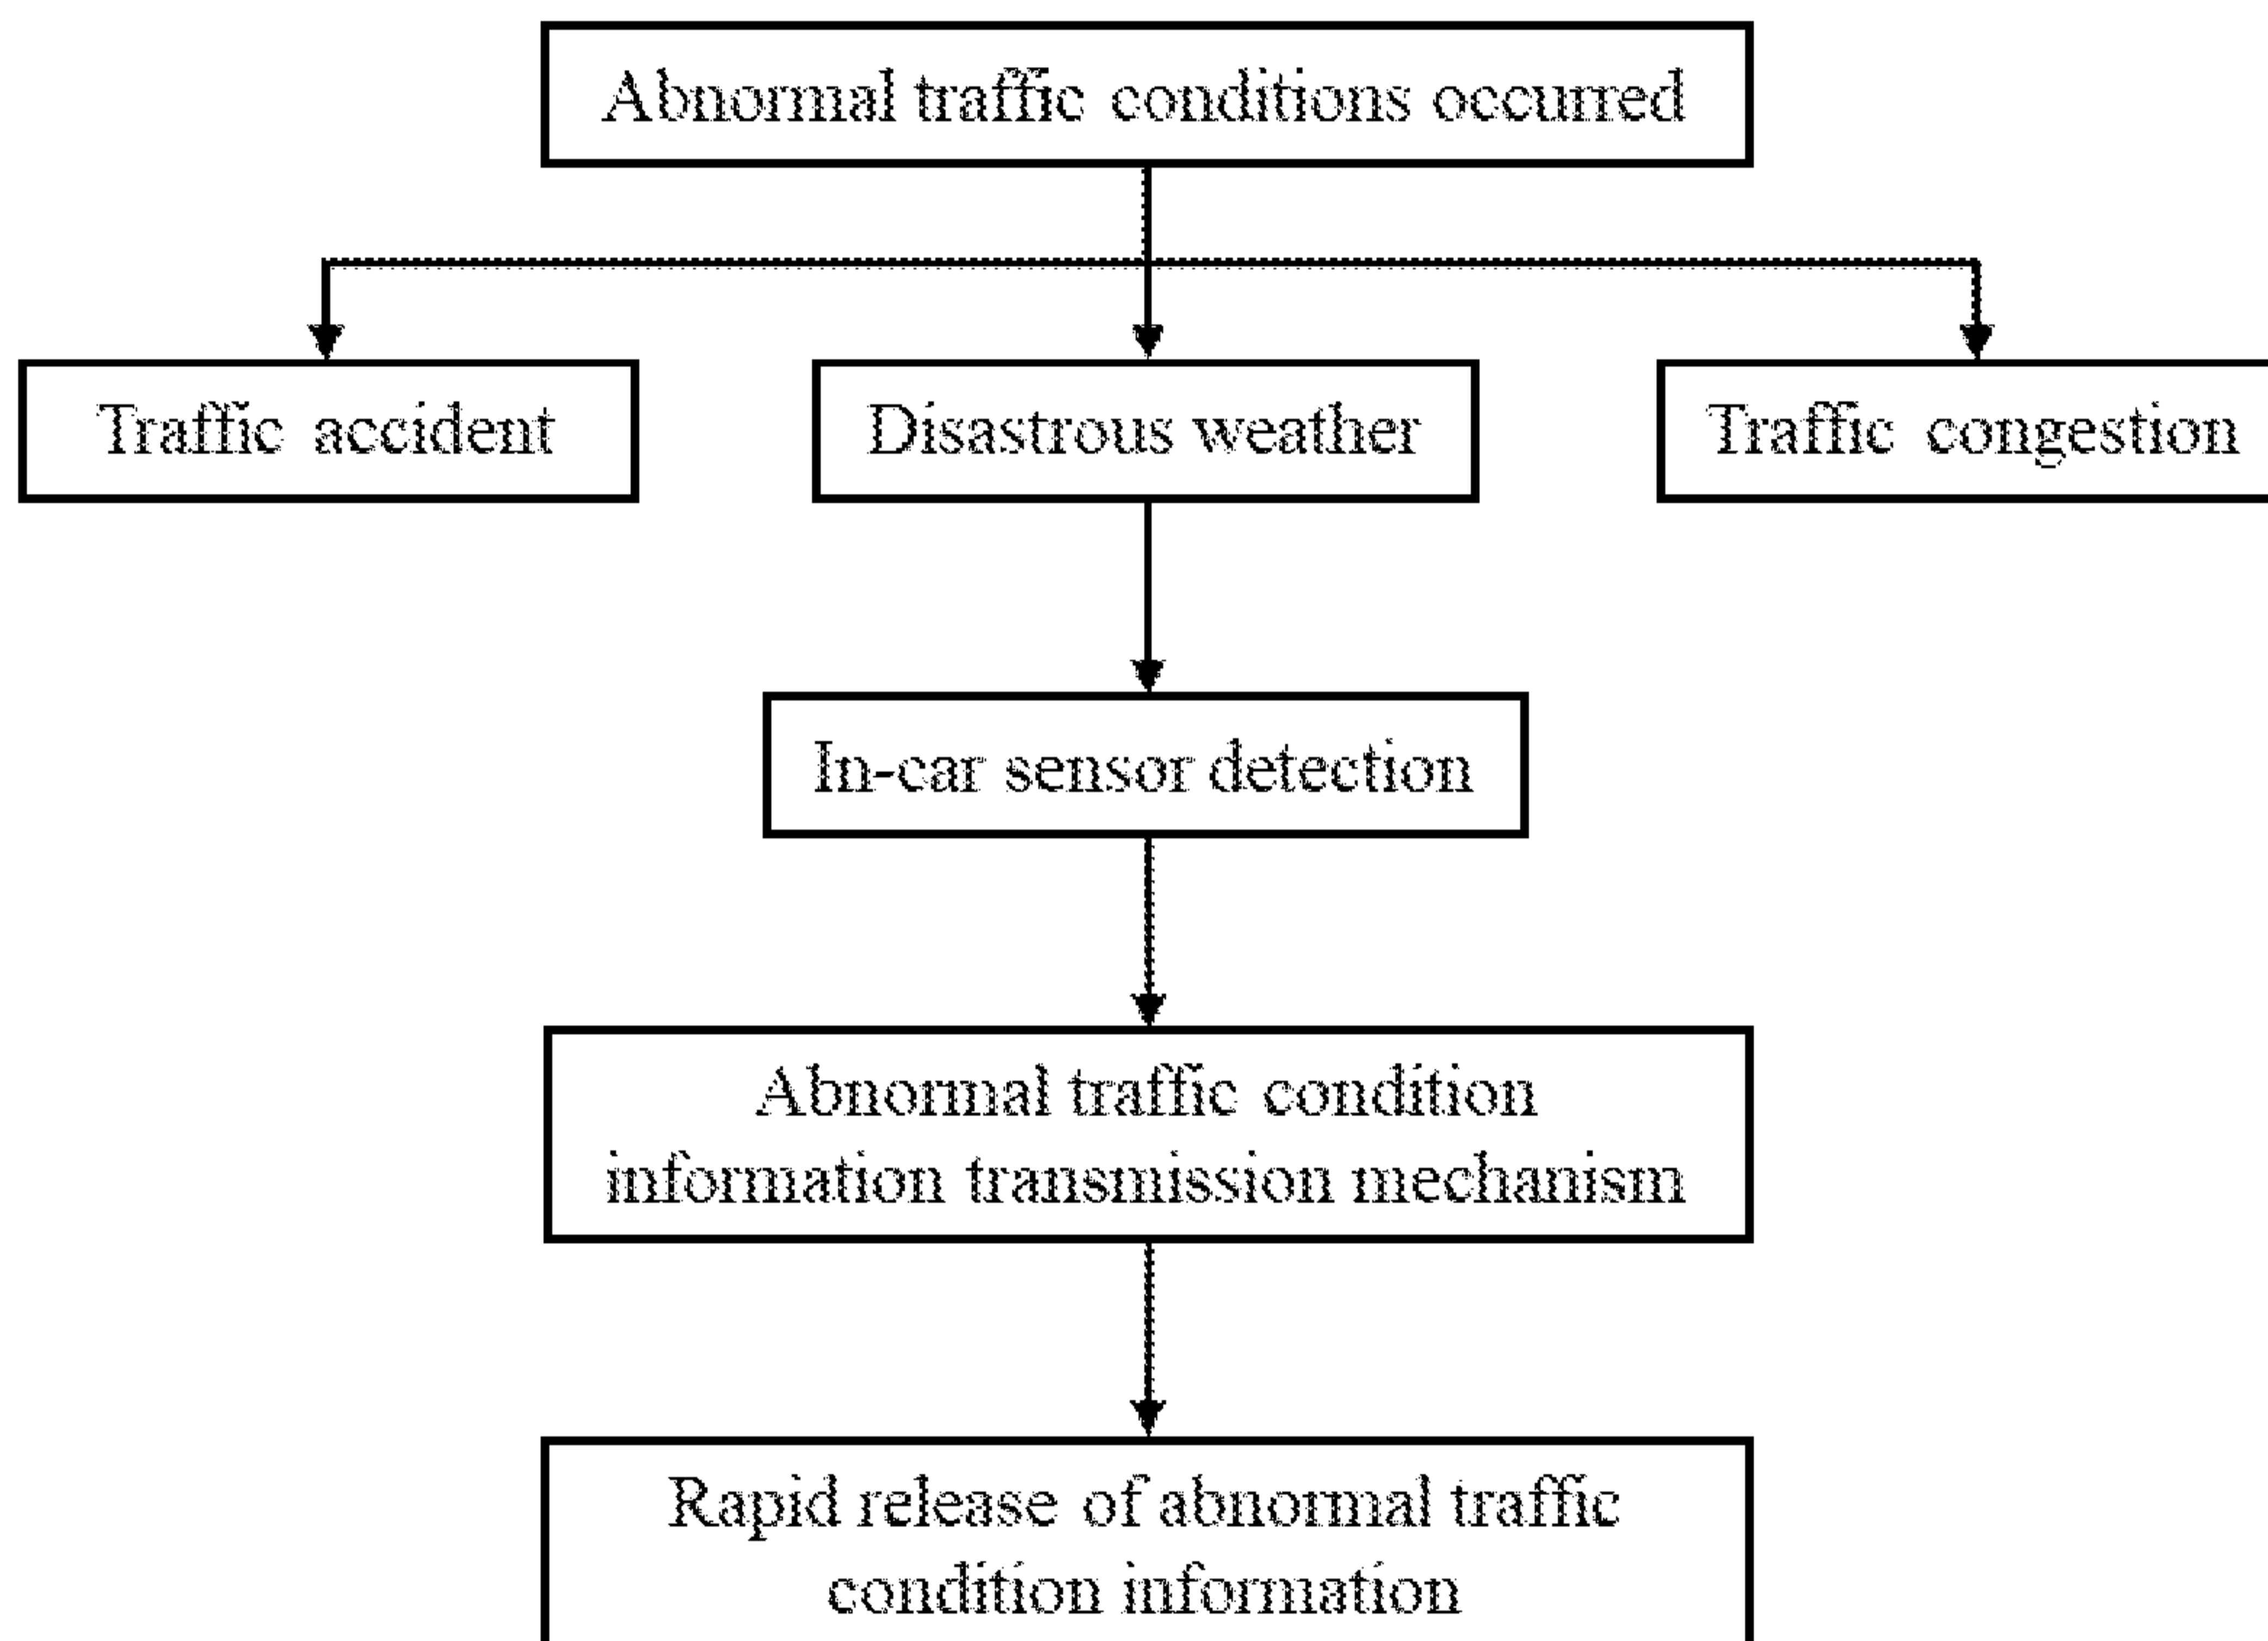 Abnormal traffic conditions occurred
Traffic accident
Disastrous weather
Traffic congestion
In-car sensor detection
Abnormal traffic condition
information transmission mechanism
Rapid release of abnormal traffic
condition information